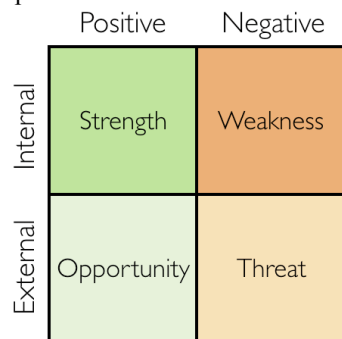 Positive Negative
Internal
Strength Weakness
External
Opportunity Threat